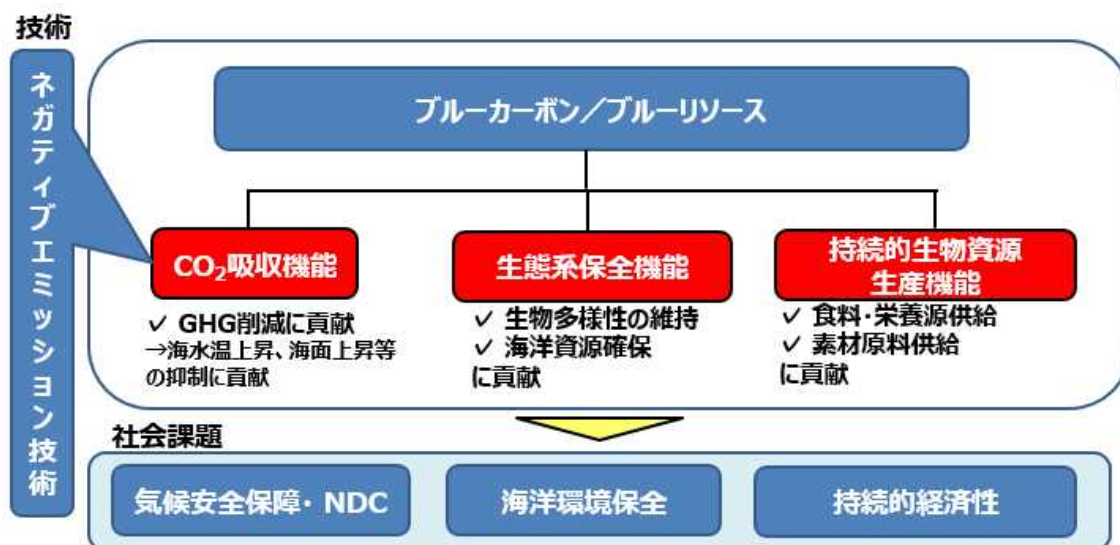 技術
ネガティブエミッション技術
ブルーカーボン／ブルーリソース
CO₂吸収機能
✓ GHG削減に貢献
→海水温上昇、海面上昇等
の抑制に貢献
生態系保全機能
✓ 生物多様性の維持
✓ 海洋資源確保
に貢献
持続的生物資源
生産機能
✓ 食料・栄養源供給
✓ 素材原料供給
に貢献
社会課題
気候安全保障・NDC
海洋環境保全
持続的経済性